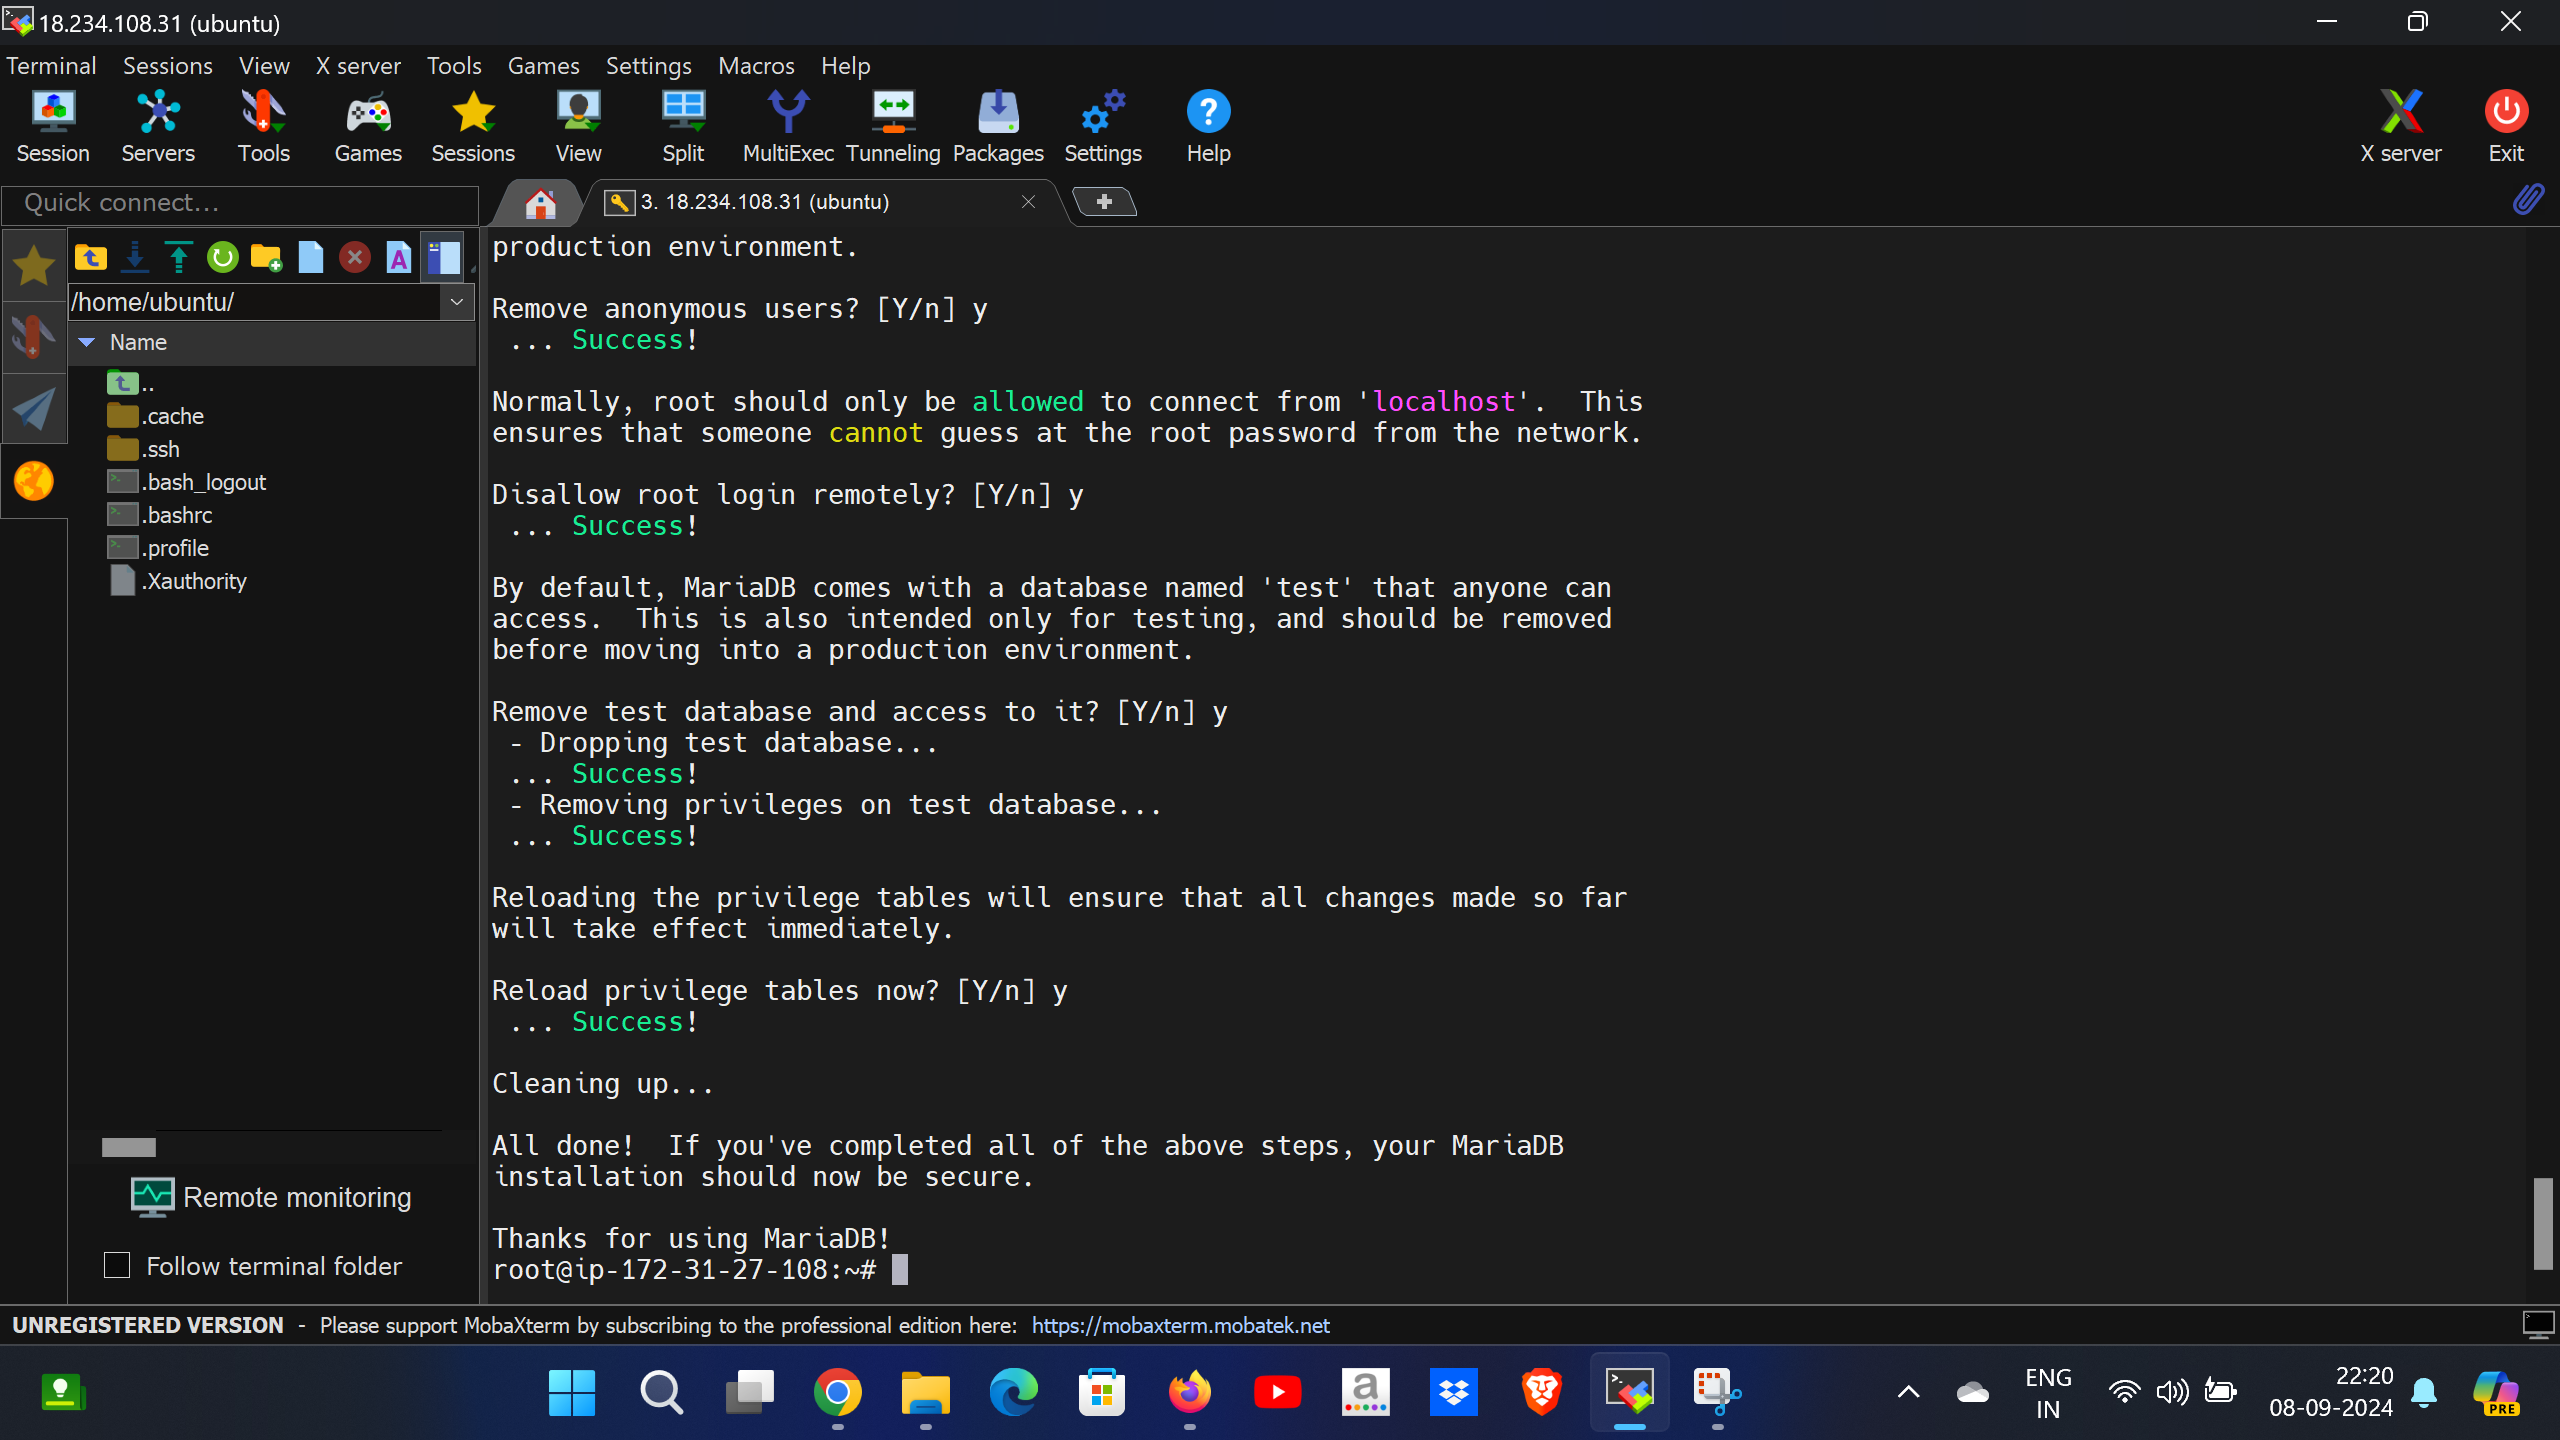 18.234.108.31 (ubuntu)
Terminal Sessions View X server Tools Games Settings Macros Help
Session Servers Tools Games Sessions View Split MultiExec Tunneling Packages Settings Help X server Exit
Quick connect...
3. 18.234.108.31 (ubuntu)
/home/ubuntu/
Name
..
.cache
.ssh
.bash_logout
.bashrc
.profile
.Xauthority
Remote monitoring
Follow terminal folder
production environment.
Remove anonymous users? [Y/n] y
... Success!
Normally, root should only be allowed to connect from 'localhost'.  This
ensures that someone cannot guess at the root password from the network.
Disallow root login remotely? [Y/n] y
... Success!
By default, MariaDB comes with a database named 'test' that anyone can
access.  This is also intended only for testing, and should be removed
before moving into a production environment.
Remove test database and access to it? [Y/n] y
- Dropping test database...
... Success!
- Removing privileges on test database...
... Success!
Reloading the privilege tables will ensure that all changes made so far
will take effect immediately.
Reload privilege tables now? [Y/n] y
... Success!
Cleaning up...
All done!  If you've completed all of the above steps, your MariaDB
installation should now be secure.
Thanks for using MariaDB!
root@ip-172-31-27-108:~#
UNREGISTERED VERSION - Please support MobaXterm by subscribing to the professional edition here: https://mobaxterm.mobatek.net
ENG
IN
22:20
08-09-2024
PRE